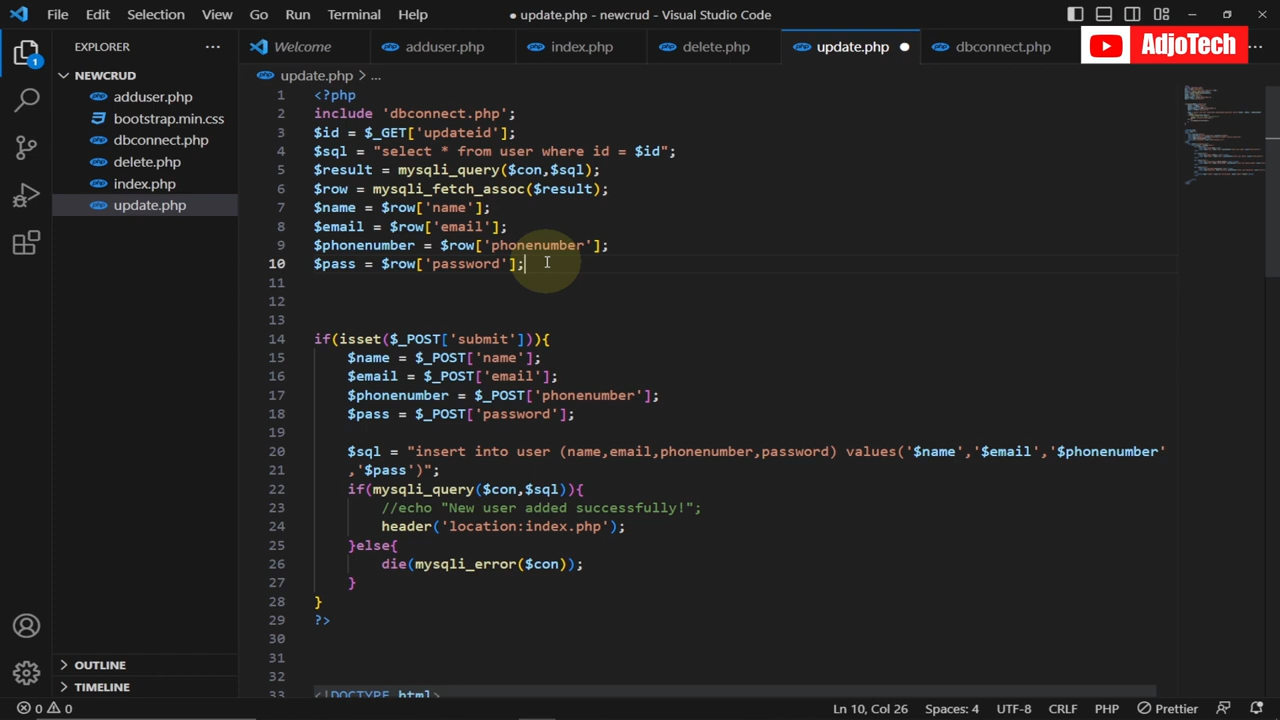 File Edit Selection View Go Run Terminal Help ● update.php - newcrud - Visual Studio Code
EXPLORER ...
Welcome adduser.php index.php delete.php update.php ● dbconnect.php ...
AdjoTech
NEWCRUD
adduser.php
bootstrap.min.css
dbconnect.php
delete.php
index.php
update.php
OUTLINE
TIMELINE
update.php > ...
1 <?php
2 include 'dbconnect.php';
3 $id = $_GET['updateid'];
4 $sql = "select * from user where id = $id";
5 $result = mysqli_query($con,$sql);
6 $row = mysqli_fetch_assoc($result);
7 $name = $row['name'];
8 $email = $row['email'];
9 $phonenumber = $row['phonenumber'];
10 $pass = $row['password'];
11
12
13
14 if(isset($_POST['submit'])){
15 $name = $_POST['name'];
16 $email = $_POST['email'];
17 $phonenumber = $_POST['phonenumber'];
18 $pass = $_POST['password'];
19
20 $sql = "insert into user (name,email,phonenumber,password) values('$name','$email','$phonenumber'
21 ,'$pass')";
22 if(mysqli_query($con,$sql)){
23 //echo "New user added successfully!";
24 header('location:index.php');
25 }else{
26 die(mysqli_error($con));
27 }
28 }
29 ?>
30
31
32
33 <!DOCTYPE html>
0 0 Ln 10, Col 26 Spaces: 4 UTF-8 CRLF PHP Prettier
1